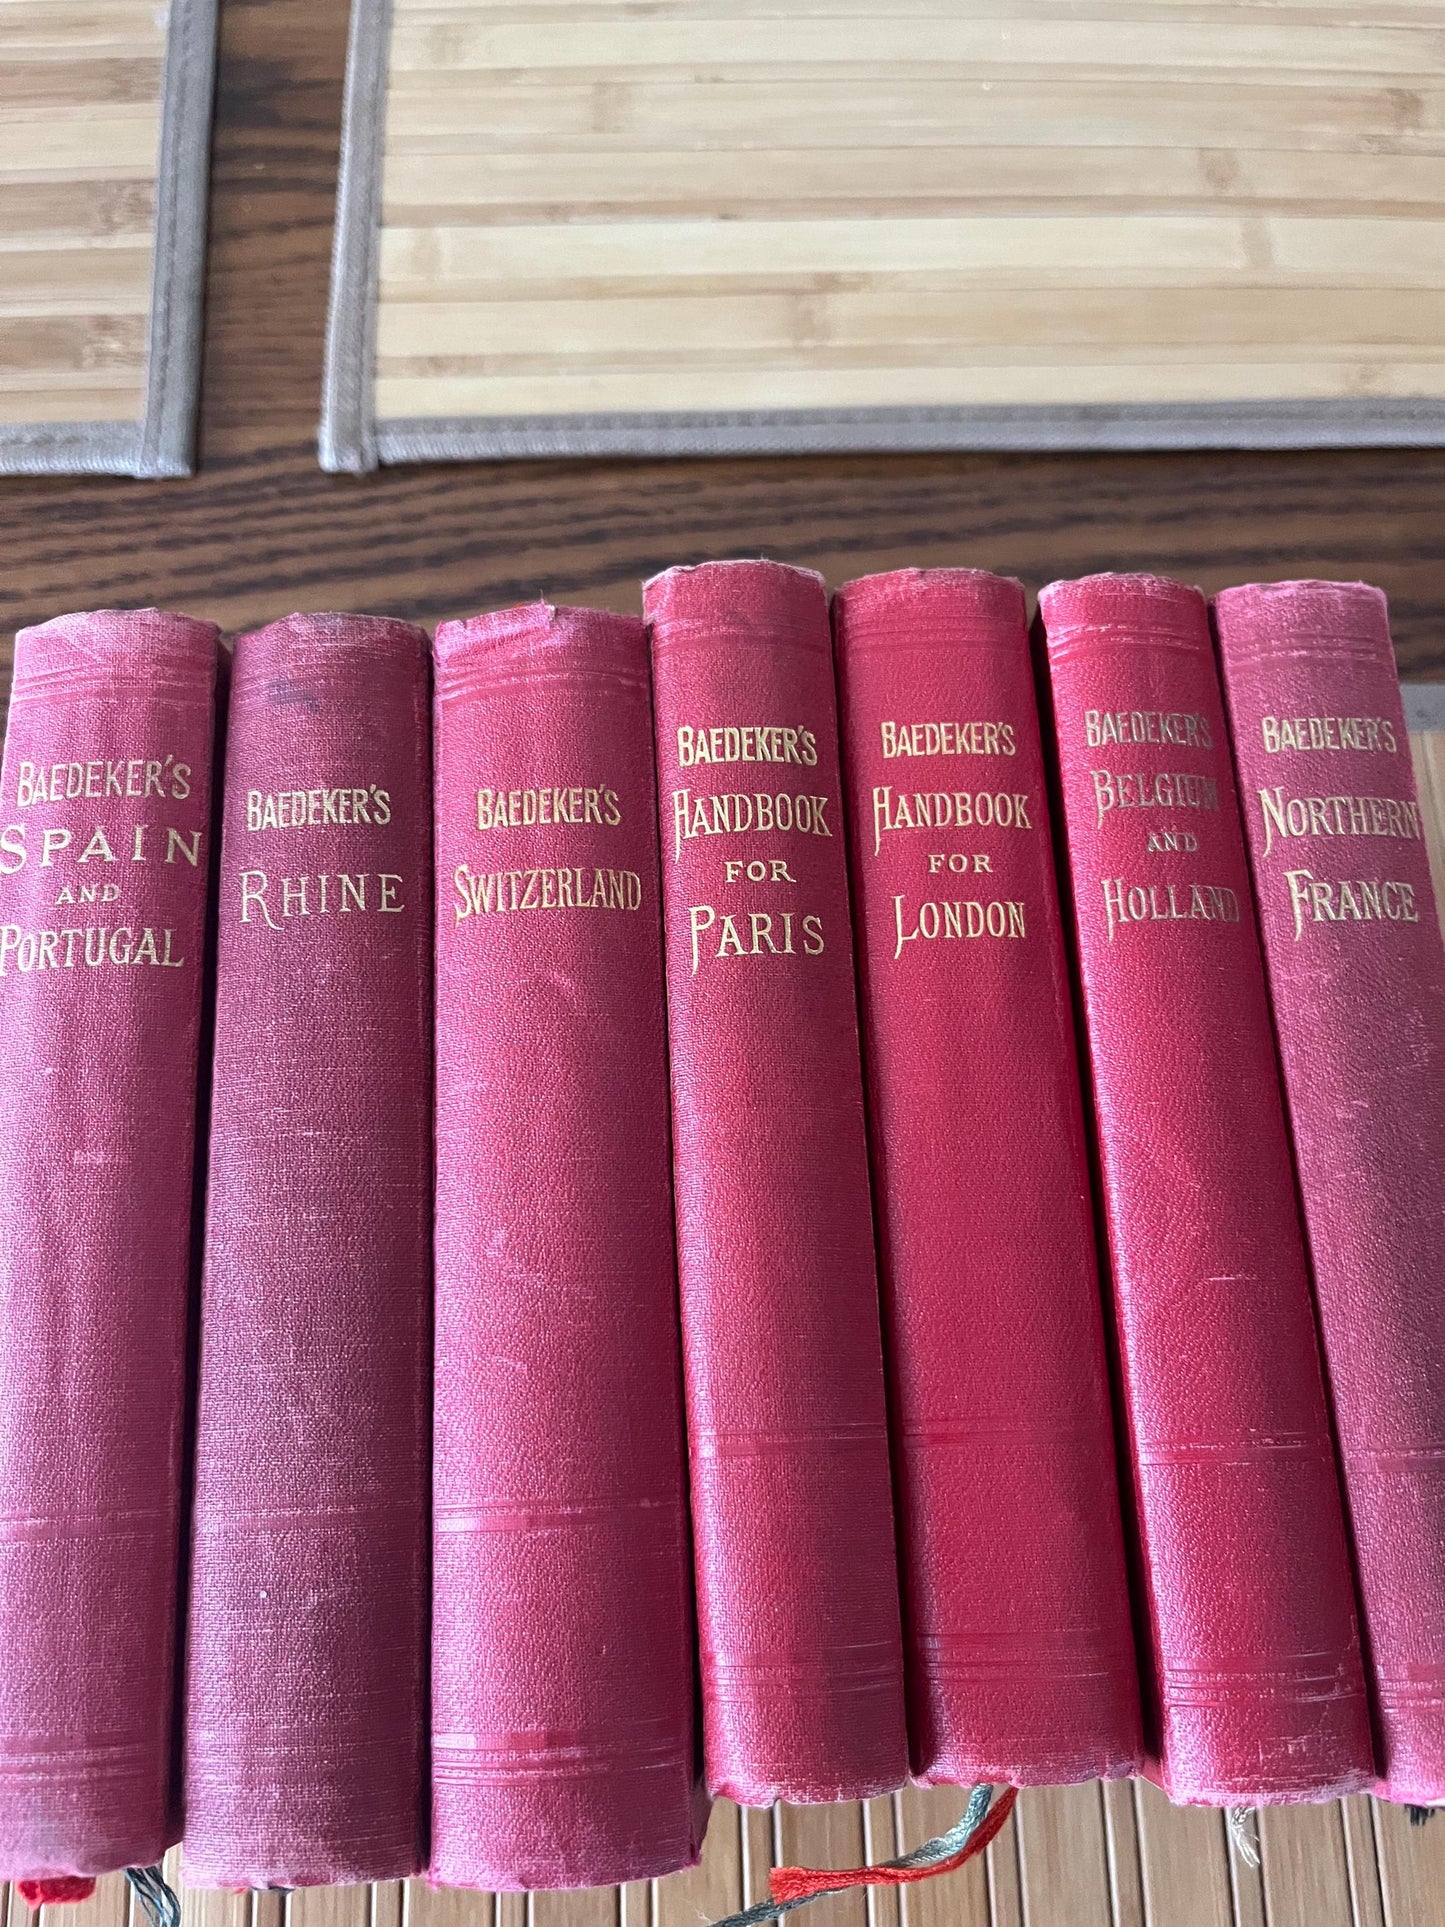 BAEDEKER'S
SPAIN
AND
PORTUGAL
BAEDEKER'S
RHINE
BAEDEKER'S
SWITZERLAND
BAEDEKER'S
HANDBOOK
FOR
PARIS
BAEDEKER'S
HANDBOOK
FOR
LONDON
BAEDEKER'S
BELGIUM
AND
HOLLAND
BAEDEKER'S
NORTHERN
FRANCE